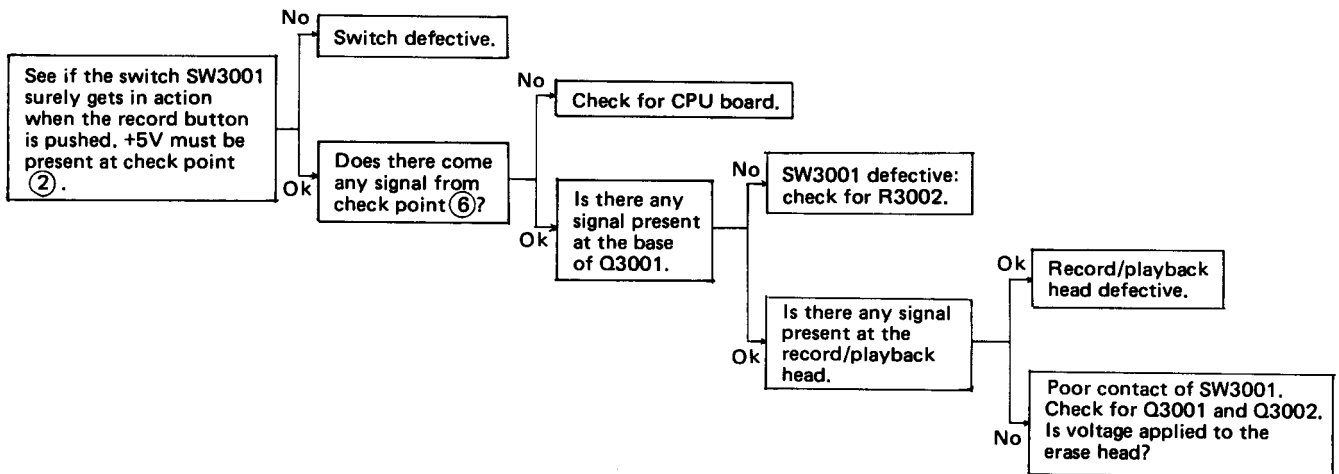 No
Switch defective.
See if the switch SW3001
surely gets in action
when the record button
is pushed. +5V must be
present at check point
② .
Ok
No
Check for CPU board.
Does there come
any signal from
check point ⑥?
Ok
No
SW3001 defective:
check for R3002.
Is there any
signal present
at the base
of Q3001.
Ok
Ok
Record/playback
head defective.
Is there any signal
present at the
record/playback
head.
No
Poor contact of SW3001.
Check for Q3001 and Q3002.
Is voltage applied to the
erase head?